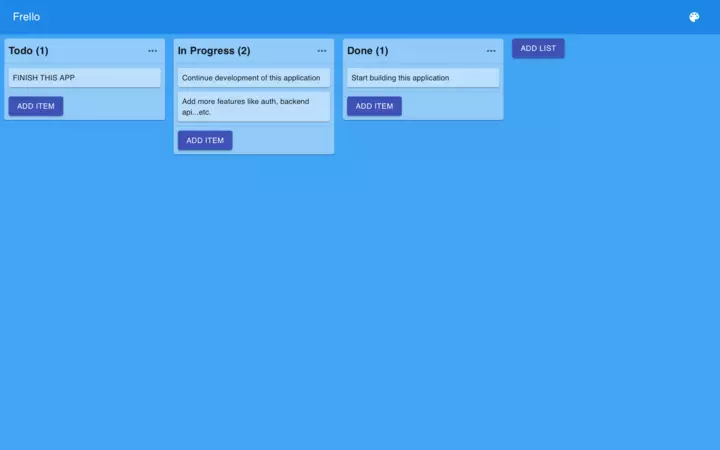 Frello
Todo (1)
FINISH THIS APP
ADD ITEM
In Progress (2)
Continue development of this application
Add more features like auth, backend
api...etc.
ADD ITEM
Done (1)
Start building this application
ADD ITEM
ADD LIST